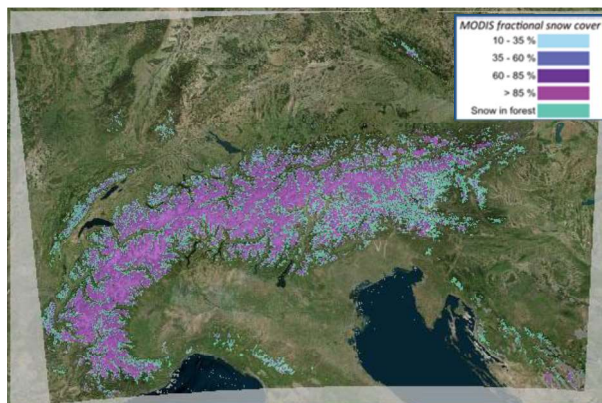 MODIS fractional snow cover
10 - 35 %
35 - 60 %
60 - 85 %
> 85 %
Snow in forest